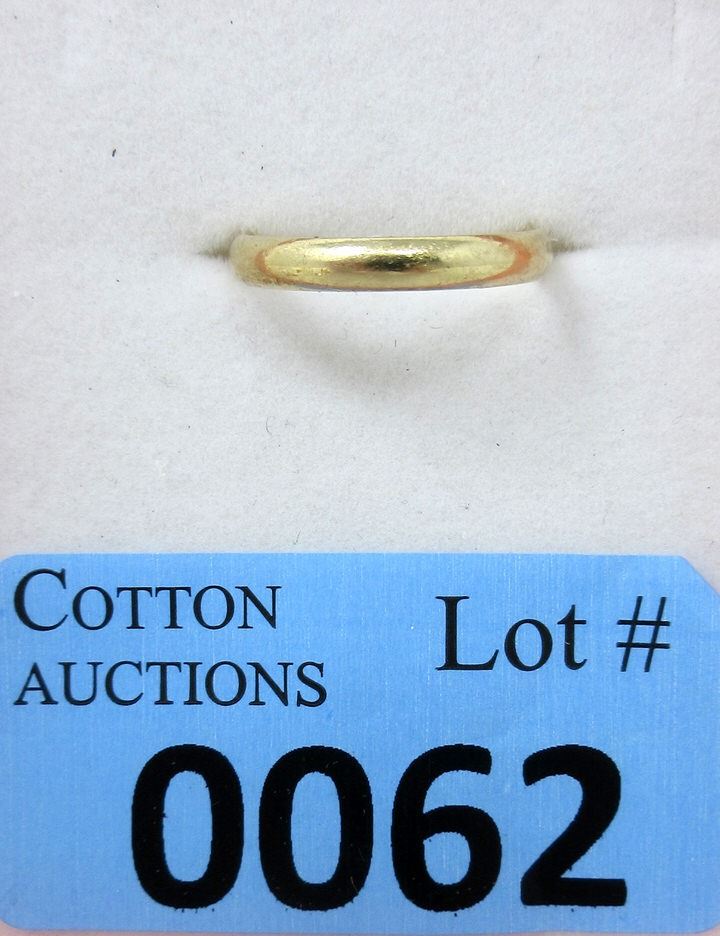 COTTON
AUCTIONS
Lot #
0062